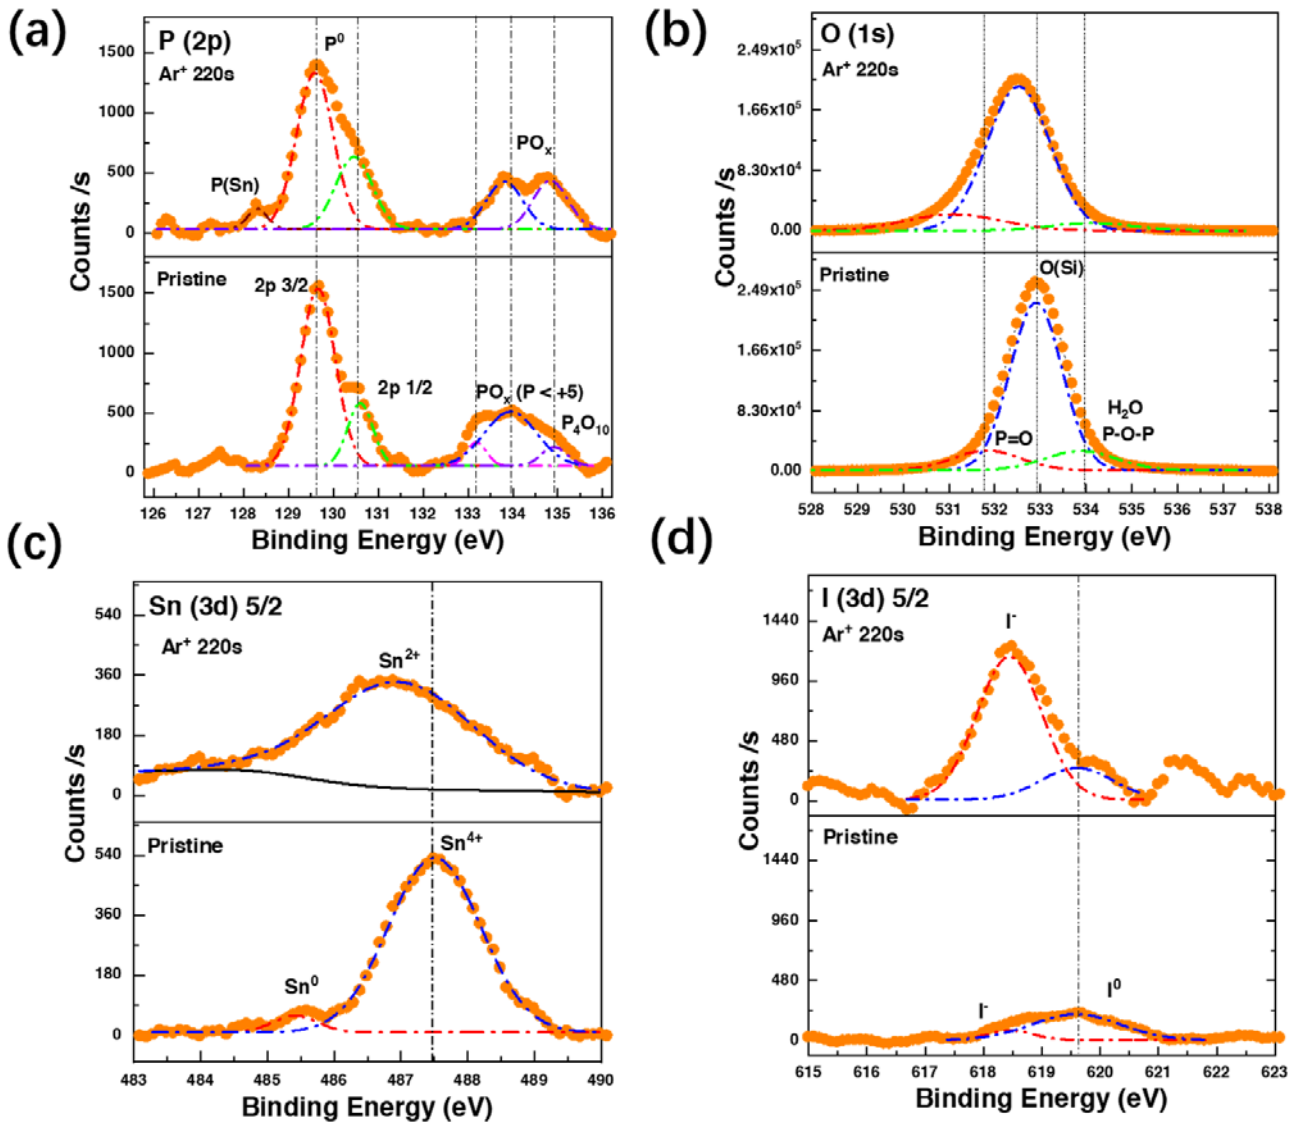 (a)
P (2p)
Ar⁺ 220s
P⁰
P(Sn)
POₓ
1500
1000
500
0
Pristine
2p 3/2
2p 1/2
POₓ (P < +5)
P₄O₁₀
1500
1000
500
0
Counts /s
126 127 128 129 130 131 132 133 134 135 136
Binding Energy (eV)
(b)
O (1s)
Ar⁺ 220s
2.49x10⁵
1.66x10⁵
8.30x10⁴
0.00
Pristine
O(Si)
P=O
H₂O
P-O-P
2.49x10⁵
1.66x10⁵
8.30x10⁴
0.00
Counts /s
528 529 530 531 532 533 534 535 536 537 538
Binding Energy (eV)
(c)
Sn (3d) 5/2
Ar⁺ 220s
Sn²⁺
540
360
180
0
Pristine
Sn⁴⁺
Sn⁰
540
360
180
0
Counts /s
483 484 485 486 487 488 489 490
Binding Energy (eV)
(d)
I (3d) 5/2
Ar⁺ 220s
I⁻
1440
960
480
0
Pristine
I⁻
I⁰
1440
960
480
0
Counts /s
615 616 617 618 619 620 621 622 623
Binding Energy (eV)